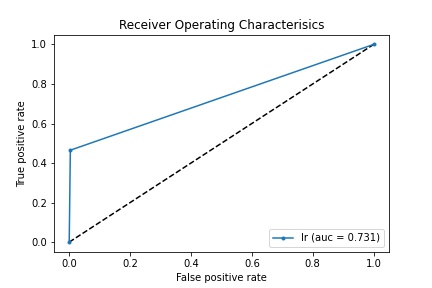 Receiver Operating Characterisics
1.0
0.8
0.6
0.4
0.2
0.0
True positive rate
lr (auc = 0.731)
0.0 0.2 0.4 0.6 0.8 1.0
False positive rate